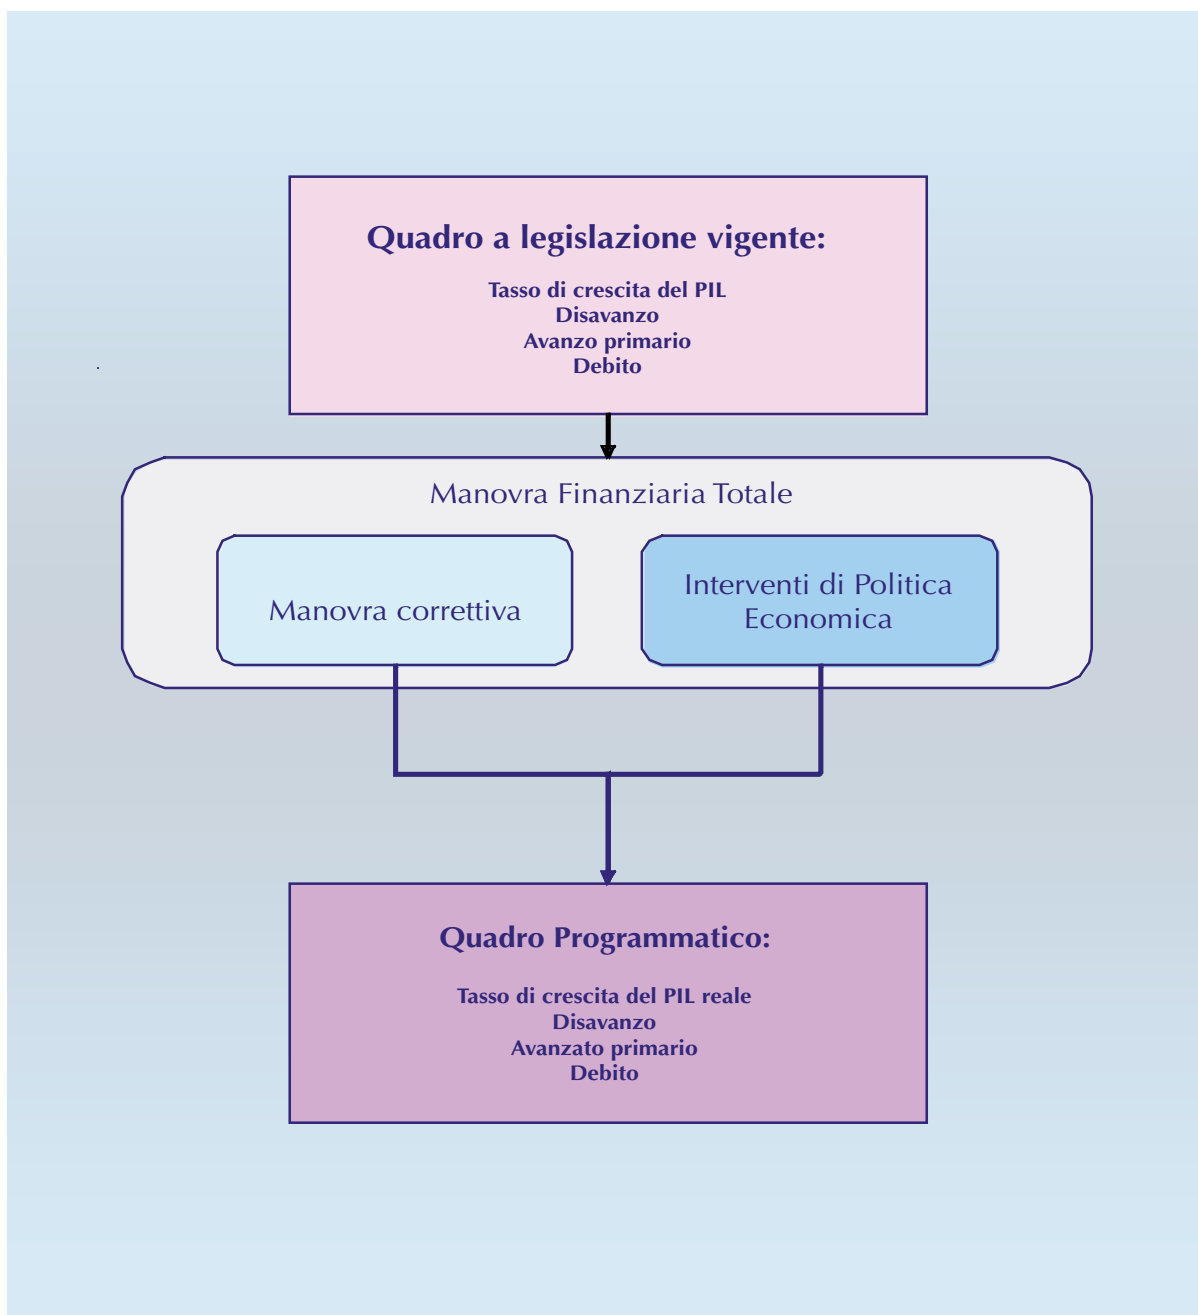 Quadro a legislazione vigente:
Tasso di crescita del PIL
Disavanzo
Avanzo primario
Debito
Manovra Finanziaria Totale
Manovra correttiva
Interventi di Politica
Economica
Quadro Programmatico:
Tasso di crescita del PIL reale
Disavanzo
Avanzato primario
Debito